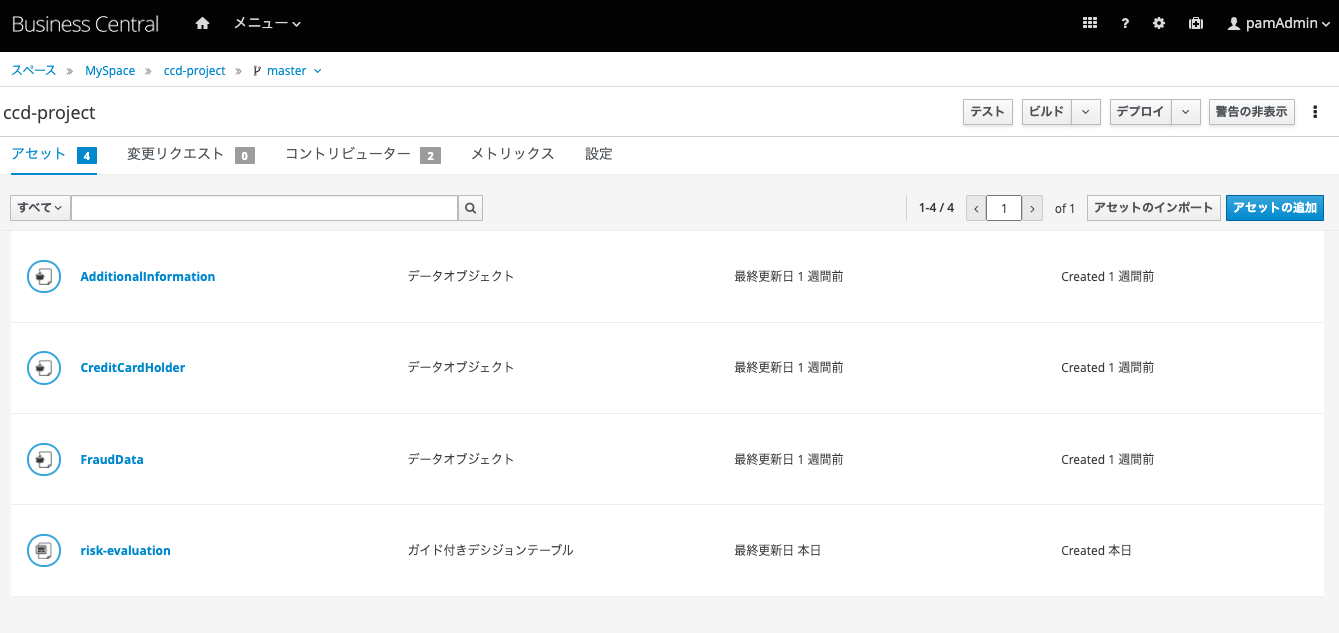 Business Central メニュー ? pamAdmin
スペース » MySpace » ccd-project » master
ccd-project テスト ビルド デプロイ 警告の非表示
アセット 4 変更リクエスト 0 コントリビューター 2 メトリックス 設定
すべて 1-4 / 4 < 1 > of 1 アセットのインポート アセットの追加
AdditionalInformation データオブジェクト 最終更新日 1 週間前 Created 1 週間前
CreditCardHolder データオブジェクト 最終更新日 1 週間前 Created 1 週間前
FraudData データオブジェクト 最終更新日 1 週間前 Created 1 週間前
risk-evaluation ガイド付きデシジョンテーブル 最終更新日 本日 Created 本日